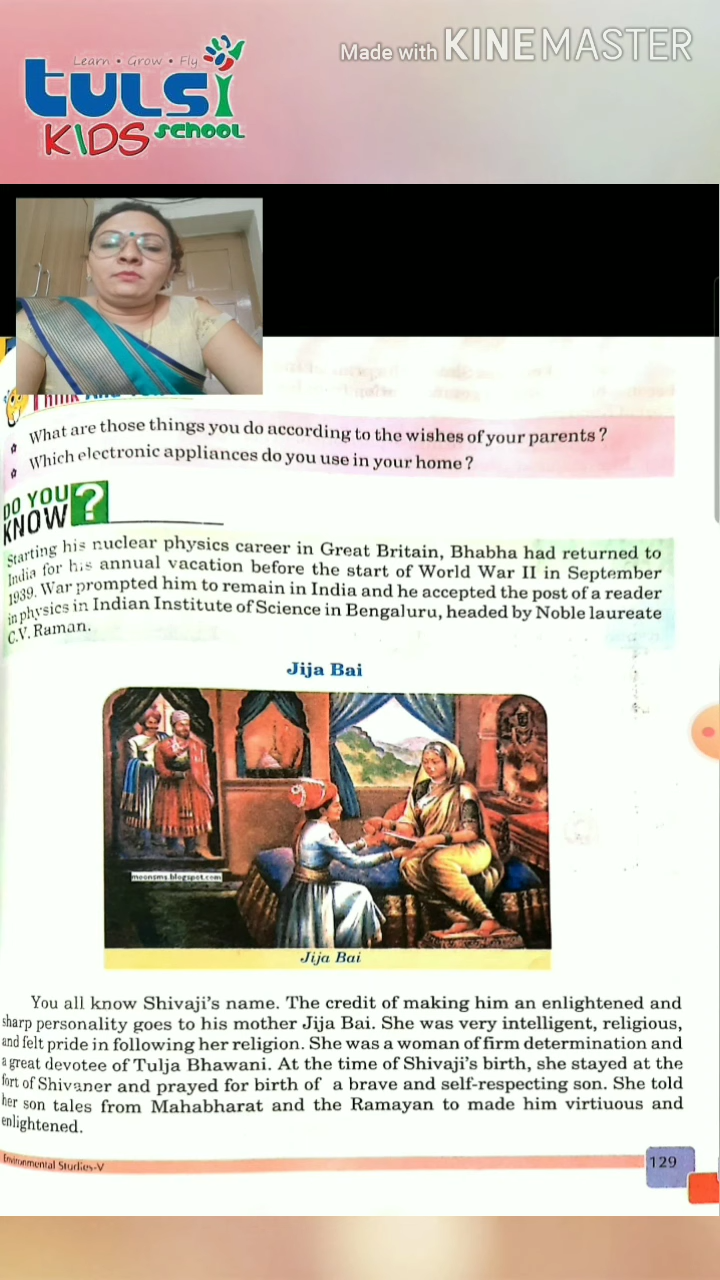 Learn • Grow • Fly
Made with KINEMASTER
tulsi
KIDS school
Think
What are those things you do according to the wishes of your parents ?
Which electronic appliances do you use in your home ?
DO YOU
KNOW ?
Starting his nuclear physics career in Great Britain, Bhabha had returned to
India for his annual vacation before the start of World War II in September
1939. War prompted him to remain in India and he accepted the post of a reader
in physics in Indian Institute of Science in Bengaluru, headed by Noble laureate
C.V. Raman.
Jija Bai
moonsms.blogspot.com
Jija Bai
You all know Shivaji's name. The credit of making him an enlightened and
sharp personality goes to his mother Jija Bai. She was very intelligent, religious,
and felt pride in following her religion. She was a woman of firm determination and
a great devotee of Tulja Bhawani. At the time of Shivaji's birth, she stayed at the
fort of Shivaner and prayed for birth of a brave and self-respecting son. She told
her son tales from Mahabharat and the Ramayan to made him virtiuous and
enlightened.
Environmental Studies-V
129